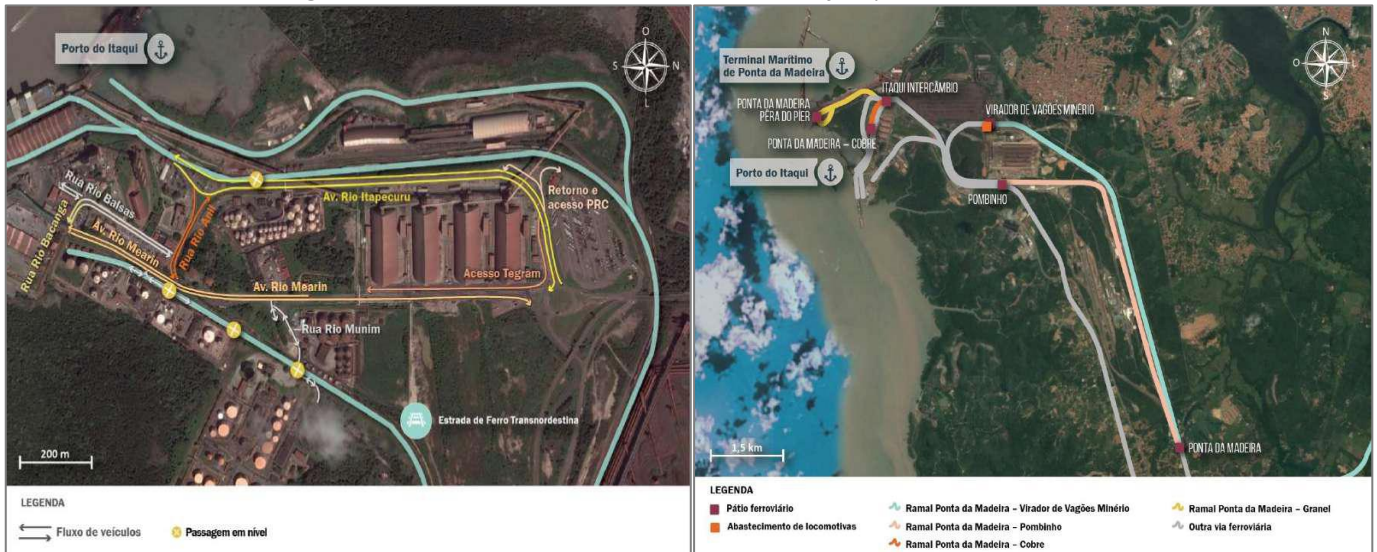 Porto do Itaqui
O
S
N
L
Rua Rio Balsas
Rua Rio Bacanga
Av. Rio Mearin
Rua Rio Anil
Av. Rio Itapecuru
Retorno e
acesso PRC
Acesso Tegram
Av. Rio Mearin
Rua Rio Munim
Estrada de Ferro Transnordestina
200 m
LEGENDA
Fluxo de veículos
Passagem em nível
Terminal Marítimo
de Ponta da Madeira
ITAQUI INTERCÂMBIO
PONTA DA MADEIRA
PÊRA DO PÍER
VIRADOR DE VAGÕES MINÉRIO
PONTA DA MADEIRA – COBRE
Porto do Itaqui
POMBINHO
N
O
L
S
1,5 km
PONTA DA MADEIRA
LEGENDA
Pátio ferroviário
Abastecimento de locomotivas
Ramal Ponta da Madeira – Virador de Vagões Minério
Ramal Ponta da Madeira – Pombinho
Ramal Ponta da Madeira – Cobre
Ramal Ponta da Madeira – Granel
Outra via ferroviária